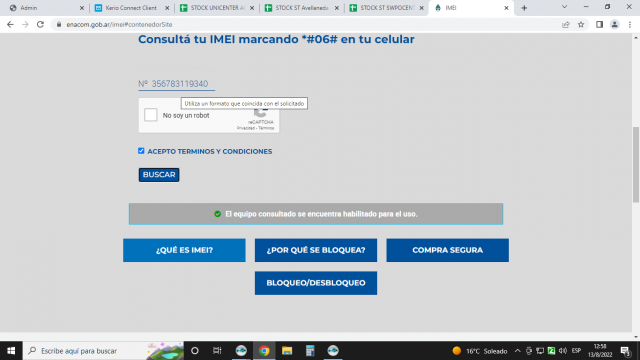 Admin
Kerio Connect Client
STOCK UNICENTER A
STOCK ST Avellaneda
STOCK ST SWPOCENT
IMEI
enacom.gob.ar/imei#contenedorSite
Consultá tu IMEI marcando *#06# en tu celular
Nº 356783119340
Utiliza un formato que coincida con el solicitado
No soy un robot
reCAPTCHA
Privacidad - Términos
ACEPTO TERMINOS Y CONDICIONES
BUSCAR
El equipo consultado se encuentra habilitado para el uso.
¿QUÉ ES IMEI?
¿POR QUÉ SE BLOQUEA?
COMPRA SEGURA
BLOQUEO/DESBLOQUEO
Escribe aquí para buscar
16°C Soleado
ESP
12:58
13/8/2022